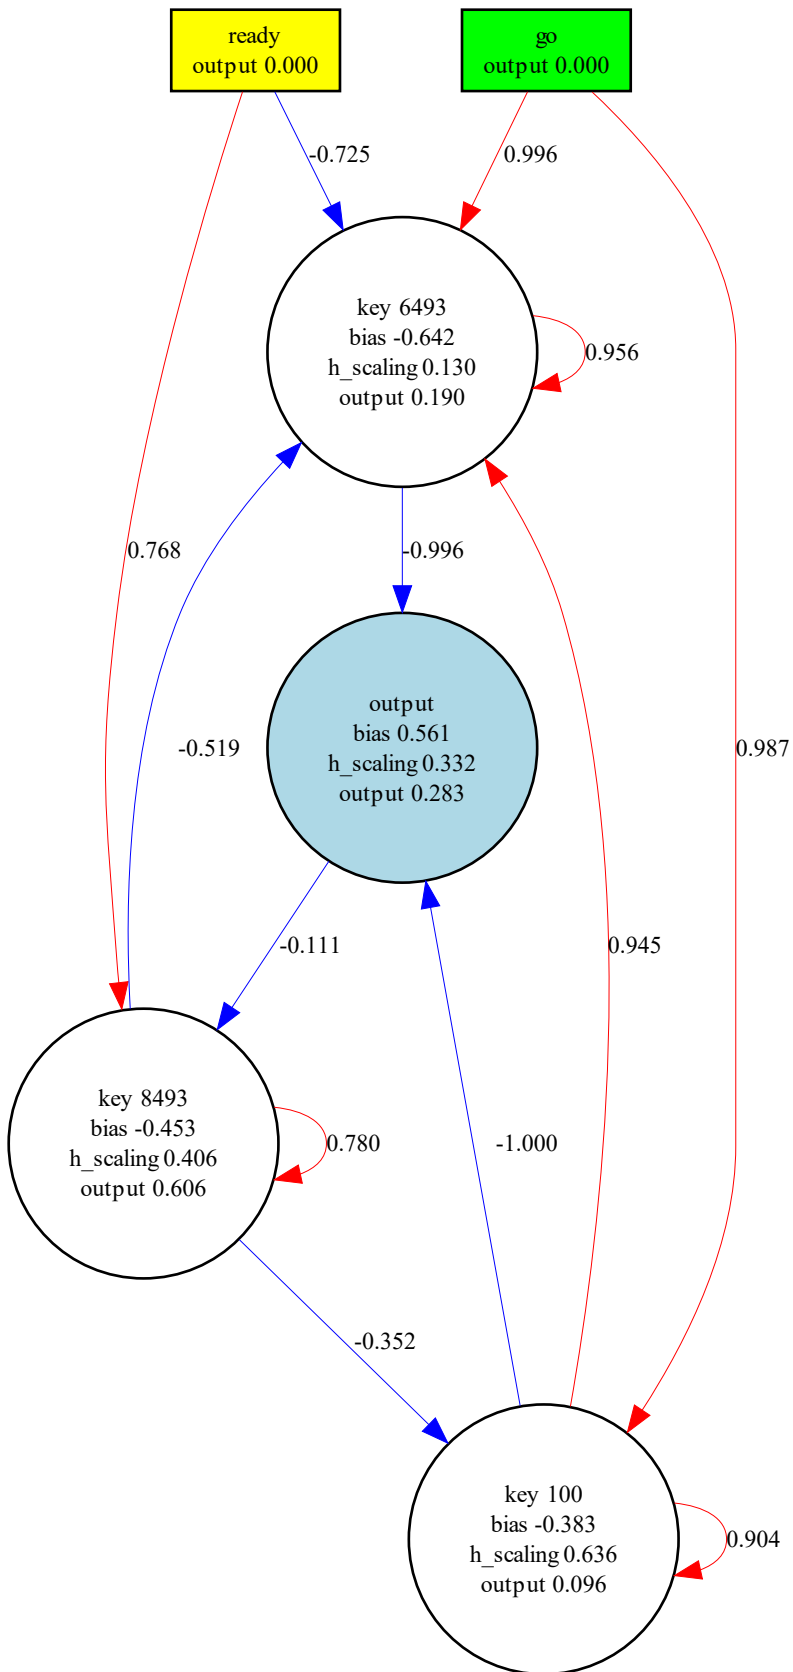 ready
output 0.000
go
output 0.000
-0.725
0.996
key 6493
bias -0.642
h_scaling 0.130
output 0.190
0.956
0.768
-0.996
output
bias 0.561
h_scaling 0.332
output 0.283
-0.519
0.987
-0.111
0.945
key 8493
bias -0.453
h_scaling 0.406
output 0.606
0.780
-1.000
-0.352
key 100
bias -0.383
h_scaling 0.636
output 0.096
0.904